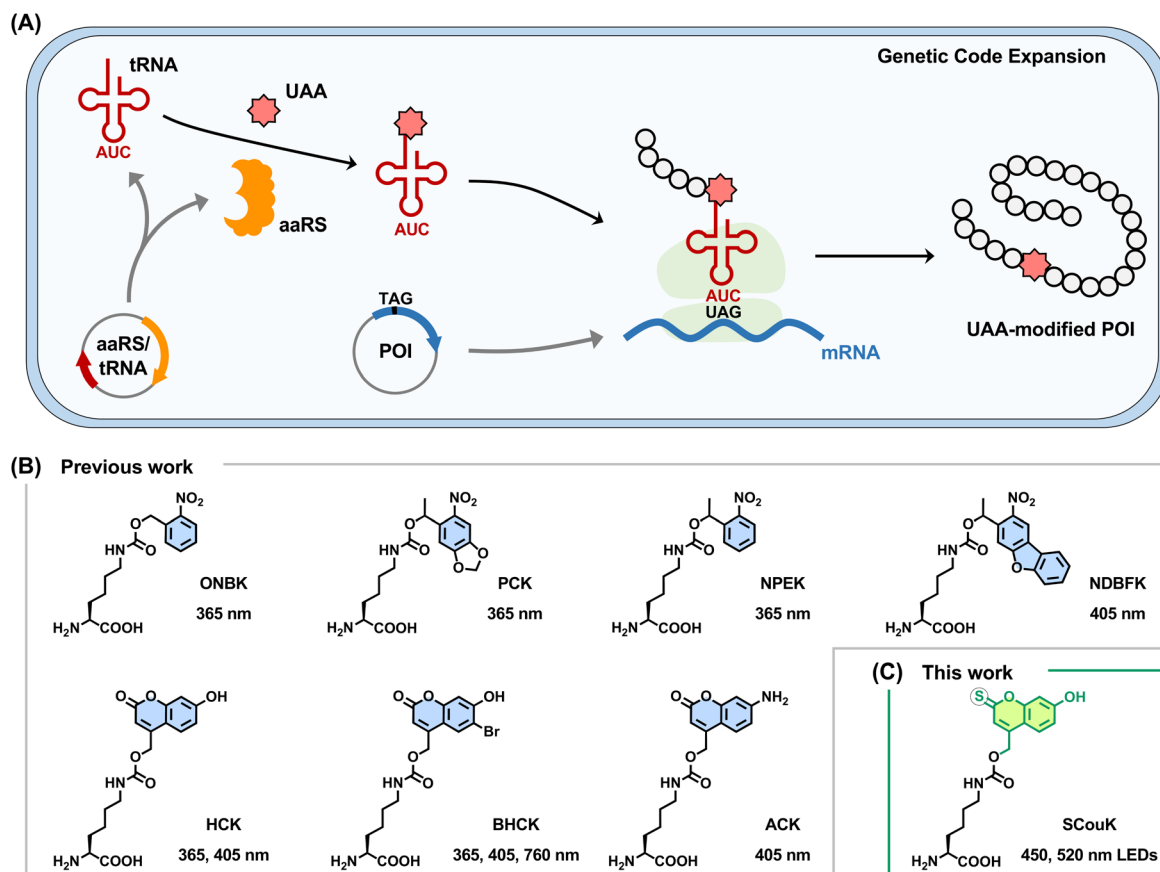 (A)
Genetic Code Expansion
tRNA
UAA
AUC
aaRS
AUC
aaRS/
tRNA
TAG
POI
AUC
UAG
mRNA
UAA-modified POI
(B) Previous work
NO₂
O
HN
O
H₂N
COOH
ONBK
365 nm
NO₂
O
O
HN
O
O
H₂N
COOH
PCK
365 nm
NO₂
O
HN
O
H₂N
COOH
NPEK
365 nm
NO₂
O
HN
O
O
H₂N
COOH
NDBFK
405 nm
O
O
OH
O
HN
O
H₂N
COOH
HCK
365, 405 nm
O
O
OH
Br
O
HN
O
H₂N
COOH
BHCK
365, 405, 760 nm
O
O
NH₂
O
HN
O
H₂N
COOH
ACK
405 nm
(C) This work
S
O
OH
O
HN
O
H₂N
COOH
SCouK
450, 520 nm LEDs